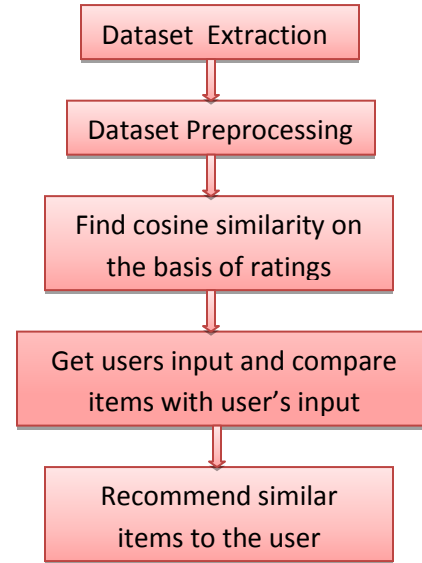 Dataset Extraction
Dataset Preprocessing
Find cosine similarity on
the basis of ratings
Get users input and compare
items with user's input
Recommend similar
items to the user